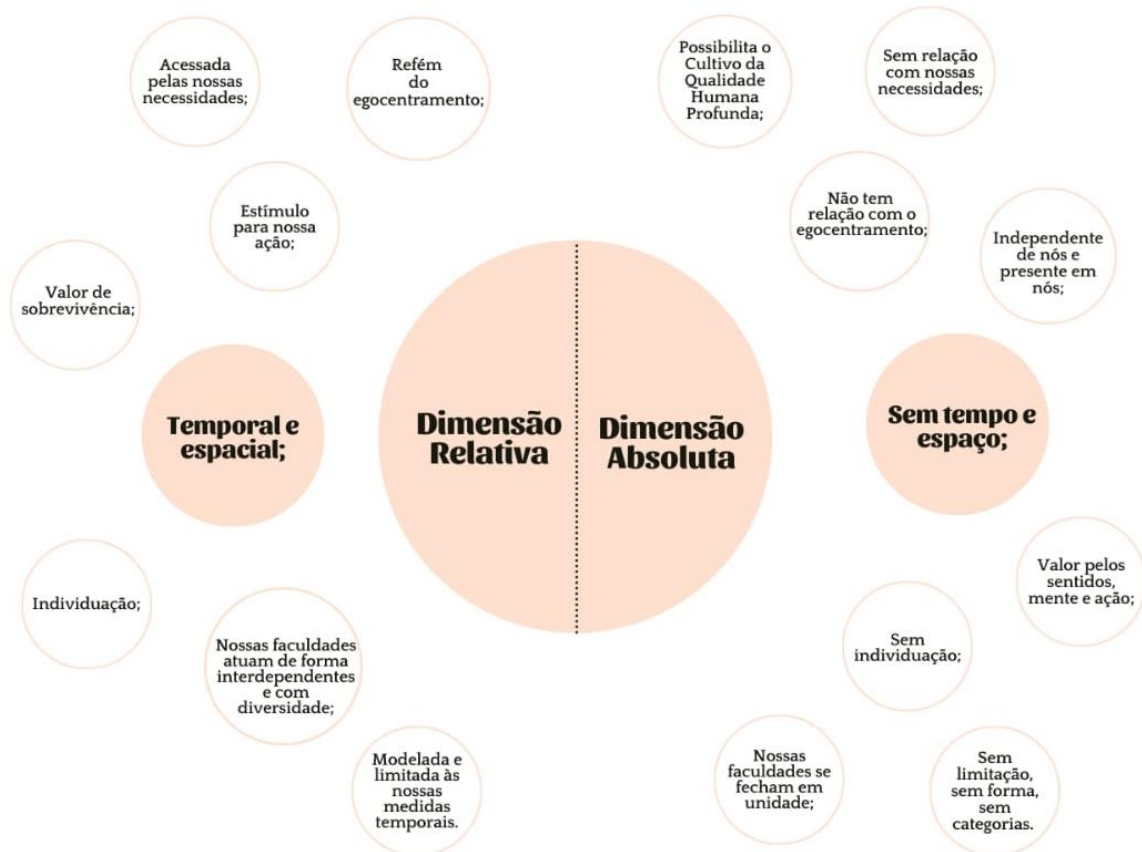 Acessada
pelas nossas
necessidades;
Refém
do
egocentramento;
Estímulo
para nossa
ação;
Valor de
sobrevivência;
Temporal e
espacial;
Individuação;
Nossas faculdades
atuam de forma
interdependentes
e com
diversidade;
Modelada e
limitada às
nossas
medidas
temporais.
Dimensão
Relativa
Dimensão
Absoluta
Possibilita o
Cultivo da
Qualidade
Humana
Profunda;
Sem relação
com nossas
necessidades;
Não tem
relação com o
egocentramento;
Independente
de nós e
presente em
nós;
Sem tempo e
espaço;
Valor pelos
sentidos,
mente e ação;
Sem
individuação;
Nossas
faculdades se
fecham em
unidade;
Sem
limitação,
sem forma,
sem
categorias.